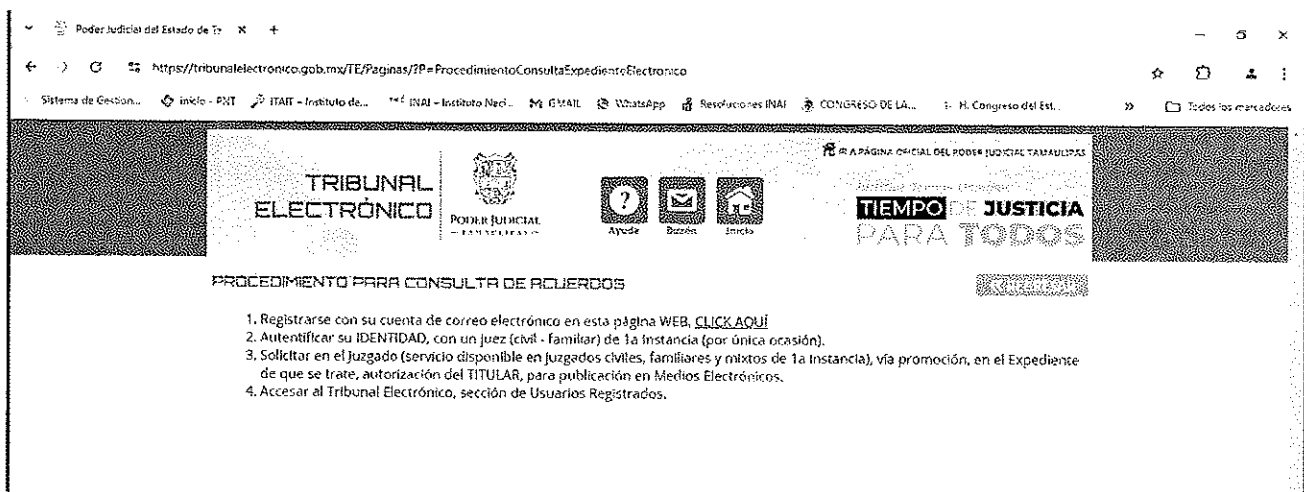 Poder Judicial del Estado de Ta
https://tribunalelectronico.gob.mx/TE/Paginas/?P=ProcedimientoConsultaExpedienteElectronico
Sistema de Gestion... inicio - PNT ITAIT – Instituto de... INAI – Instituto Naci... GMAIL WhatsApp Resoluciones INAI CONGRESO DE LA... H. Congreso del Est... » Todos los marcadores
IR A PÁGINA OFICIAL DEL PODER JUDICIAL TAMAULIPAS
TRIBUNAL
ELECTRÓNICO
PODER JUDICIAL
TAMAULIPAS
Ayuda Buzón Inicio
TIEMPO DE JUSTICIA
PARA TODOS
PROCEDIMIENTO PARA CONSULTA DE ACUERDOS
REGRESAR
1. Registrarse con su cuenta de correo electrónico en esta página WEB, CLICK AQUÍ
2. Autentificar su IDENTIDAD, con un juez (civil - familiar) de 1a Instancia (por única ocasión).
3. Solicitar en el Juzgado (servicio disponible en juzgados civiles, familiares y mixtos de 1a Instancia), vía promoción, en el Expediente
de que se trate, autorización del TITULAR, para publicación en Medios Electrónicos.
4. Accesar al Tribunal Electrónico, sección de Usuarios Registrados.